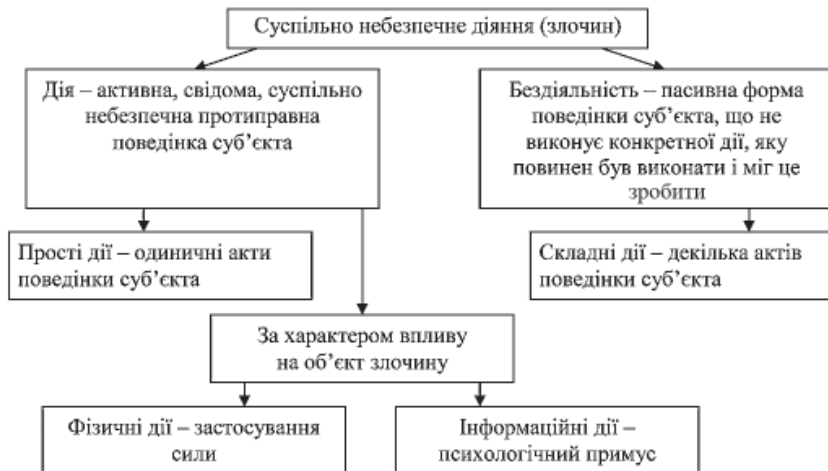 Суспільно небезпечне діяння (злочин)
Дія – активна, свідома, суспільно
небезпечна протиправна
поведінка суб’єкта
Бездіяльність – пасивна форма
поведінки суб’єкта, що не
виконує конкретної дії, яку
повинен був виконати і міг це
зробити
Прості дії – одиничні акти
поведінки суб’єкта
Складні дії – декілька актів
поведінки суб’єкта
За характером впливу
на об’єкт злочину
Фізичні дії – застосування
сили
Інформаційні дії –
психологічний примус